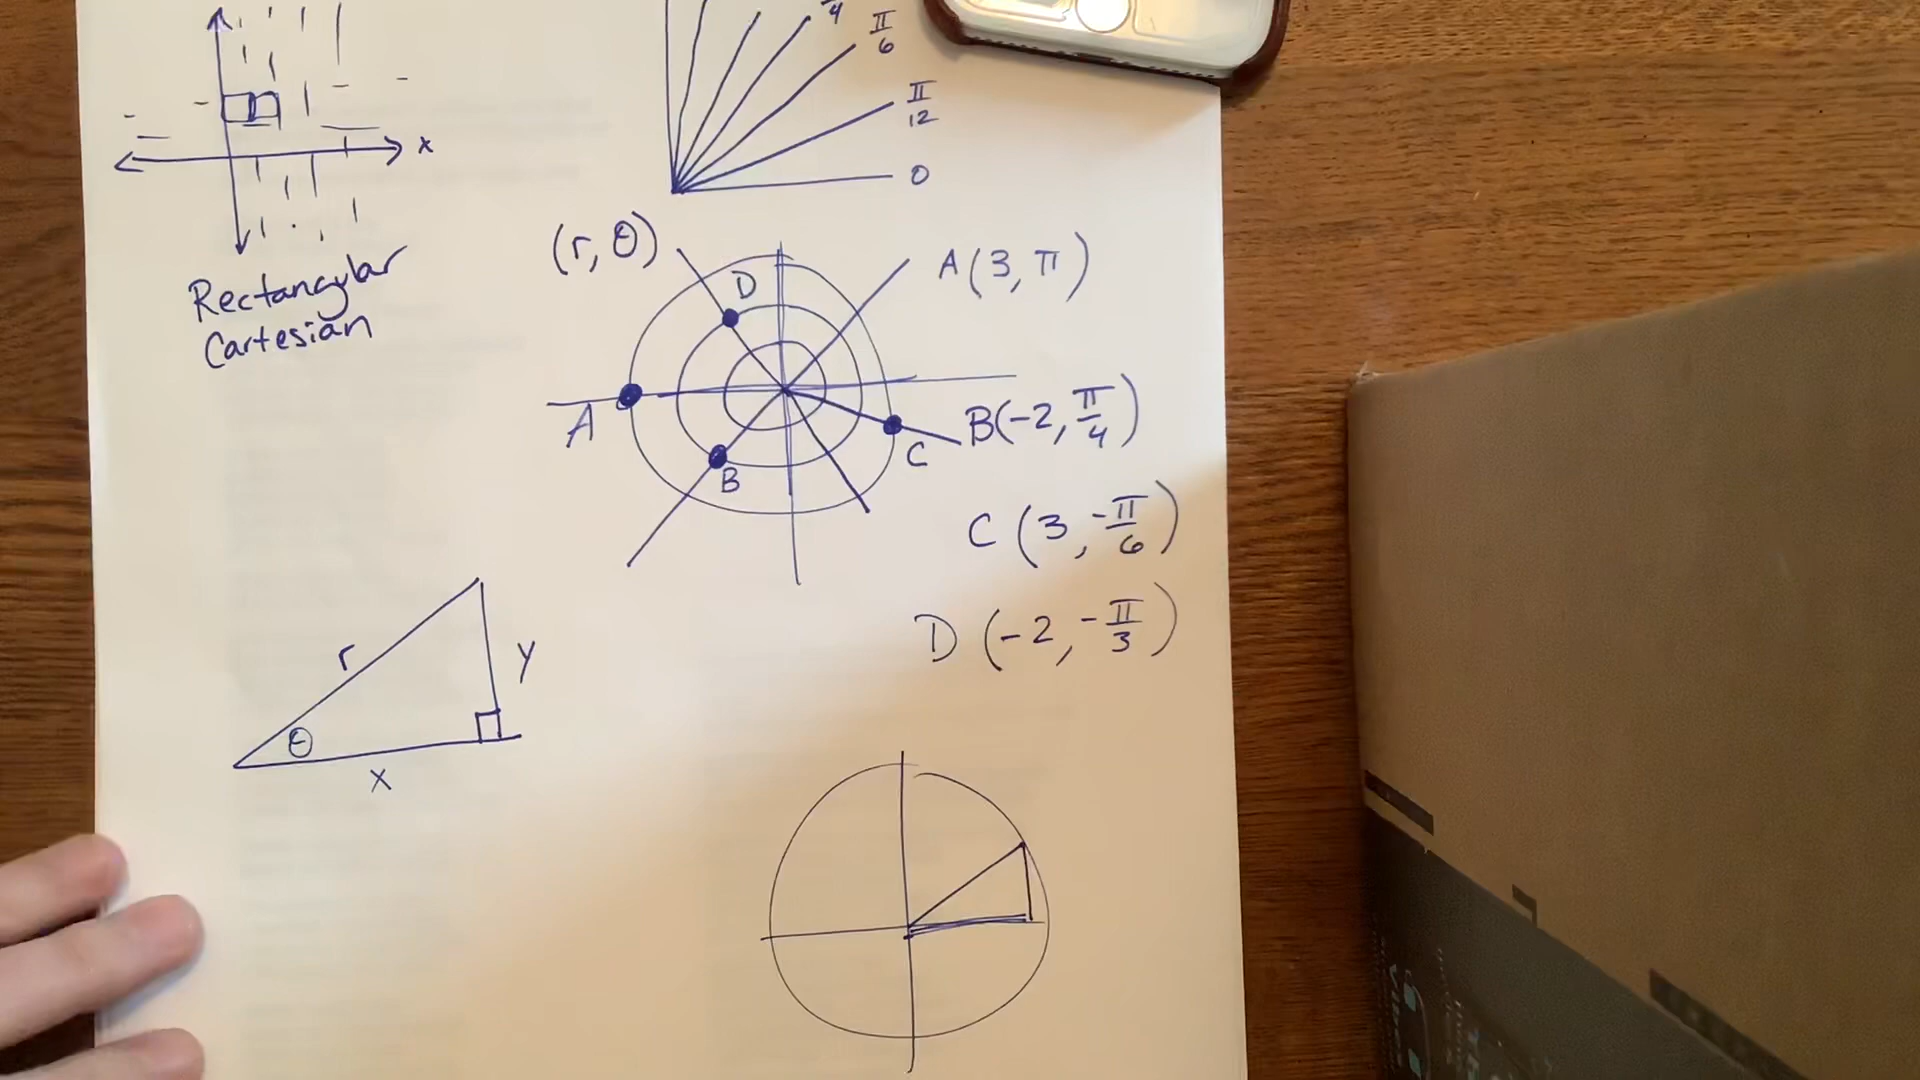 π/4
π/6
π/12
0
x
Rectangular
Cartesian
(r, θ)
D
A (3, π)
A
B
C
B(-2, π/4)
C (3, -π/6)
D (-2, -π/3)
r
y
θ
x